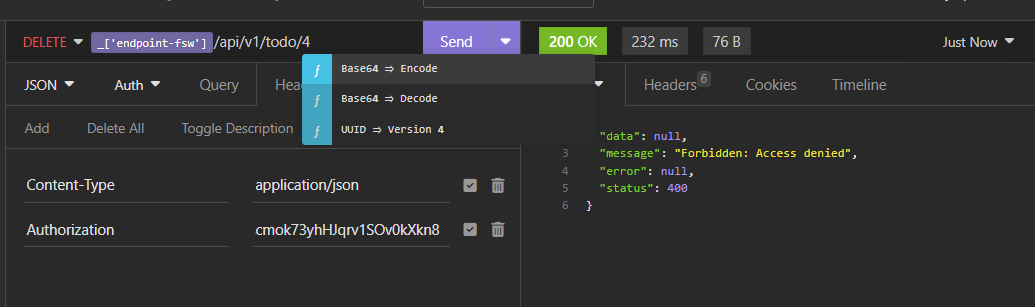 DELETE _['endpoint-fsw'] /api/v1/todo/4 Send 200 OK 232 ms 76 B Just Now
ƒ Base64 ⇒ Encode
JSON Auth Query Headers 6 Cookies Timeline
ƒ Base64 ⇒ Decode
Add Delete All Toggle Description
ƒ UUID ⇒ Version 4
"data": null,
3 "message": "Forbidden: Access denied",
4 "error": null,
5 "status": 400
6 }
Content-Type application/json
Authorization cmok73yhHJqrv1SOv0kXkn8